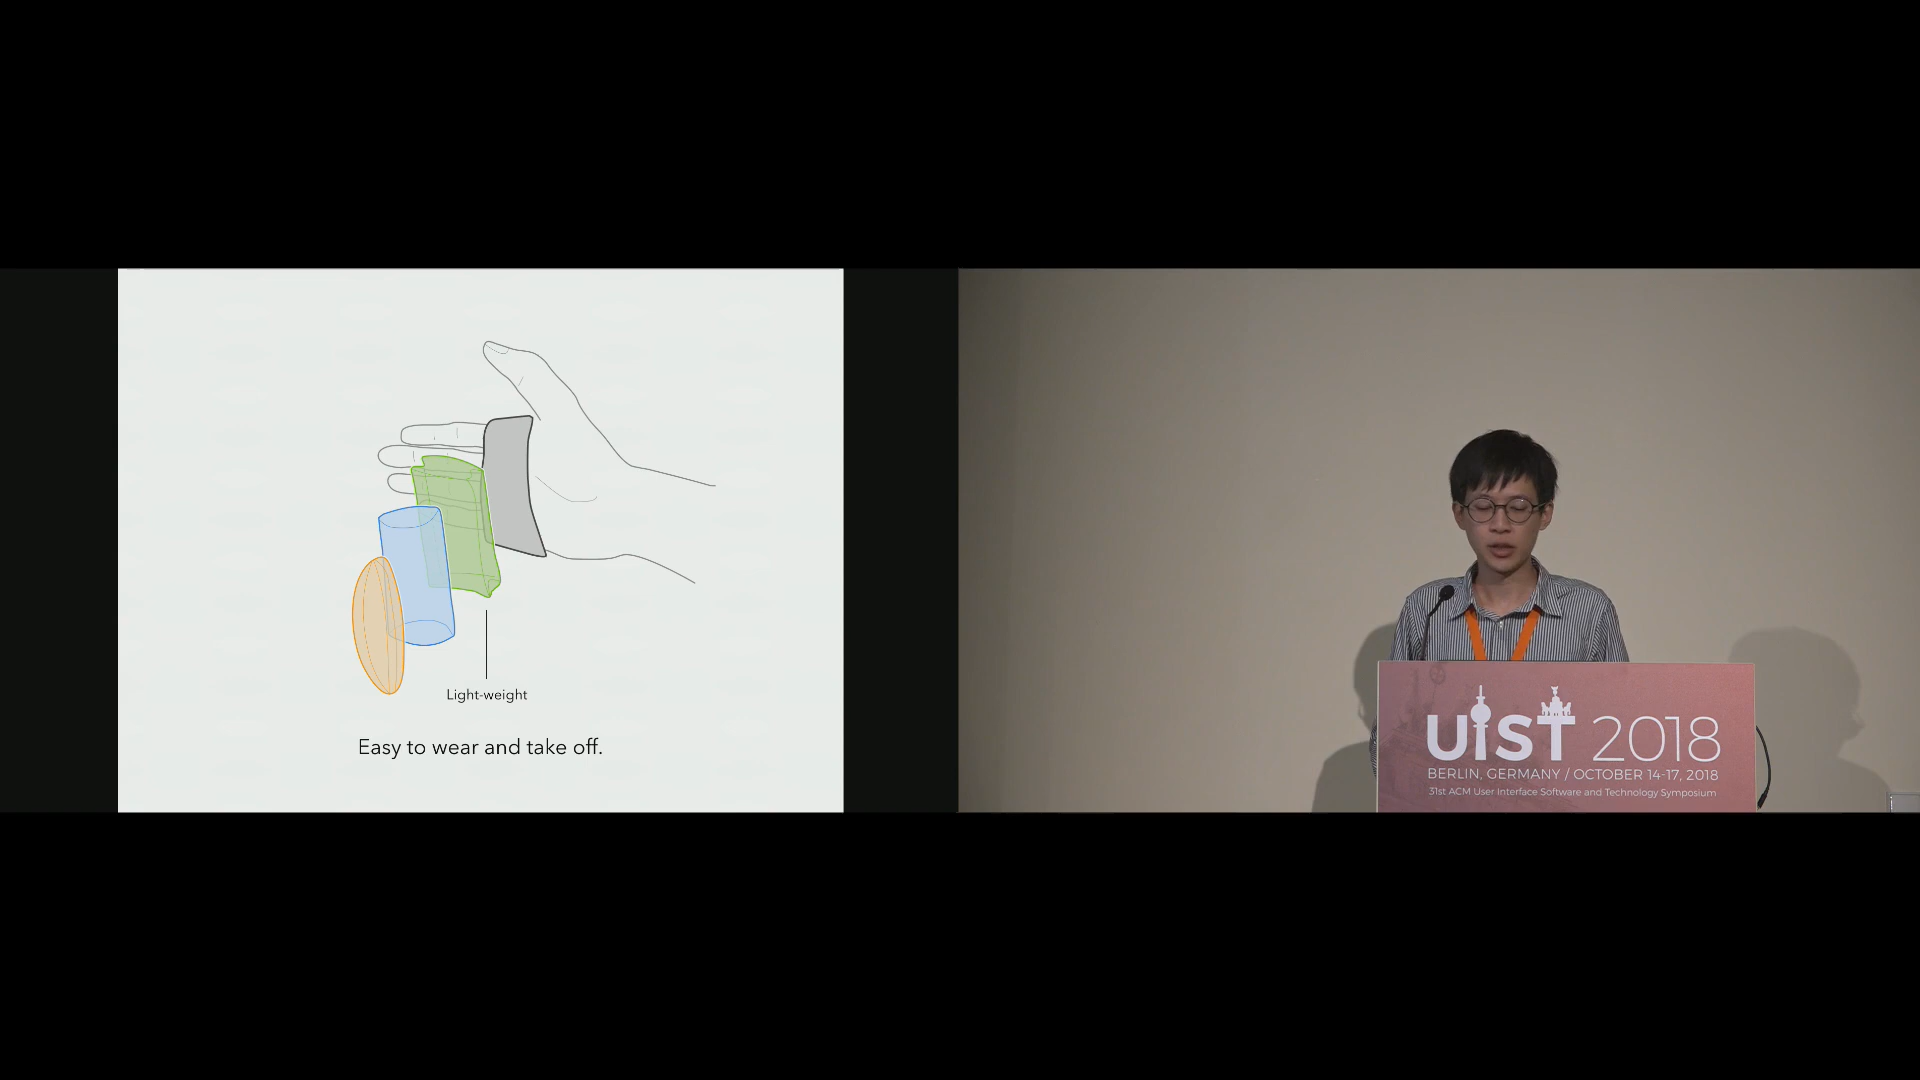 Light-weight
Easy to wear and take off.
UIST 2018
BERLIN, GERMANY / OCTOBER 14-17, 2018
31st ACM User Interface Software and Technology Symposium